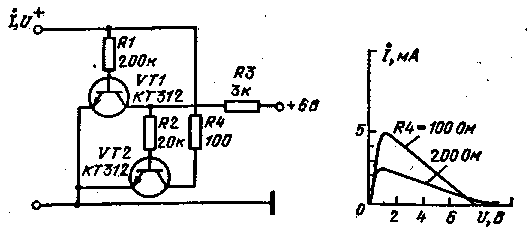 i,U +
R1
200к
VT1
КТ312
R3
3к
+6В
R2
20к
R4
100
VT2
КТ312
i,мА
5
R4=100 Ом
200 Ом
0
2
4
6
U,В